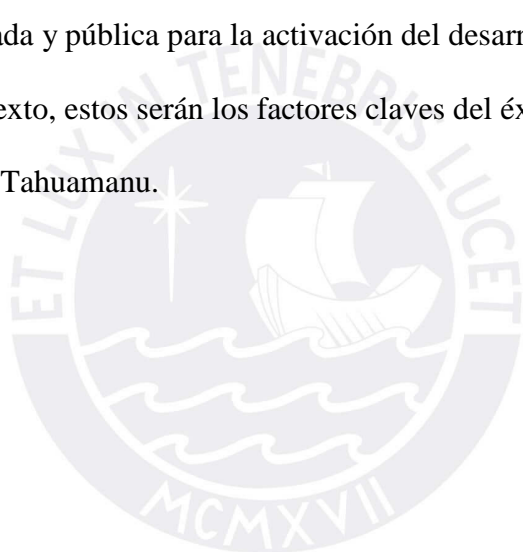 ada y pública para la activación del desarr
exto, estos serán los factores claves del éx
Tahuamanu.
ET LUX IN TENEBRIS LUCET
MCMXVII